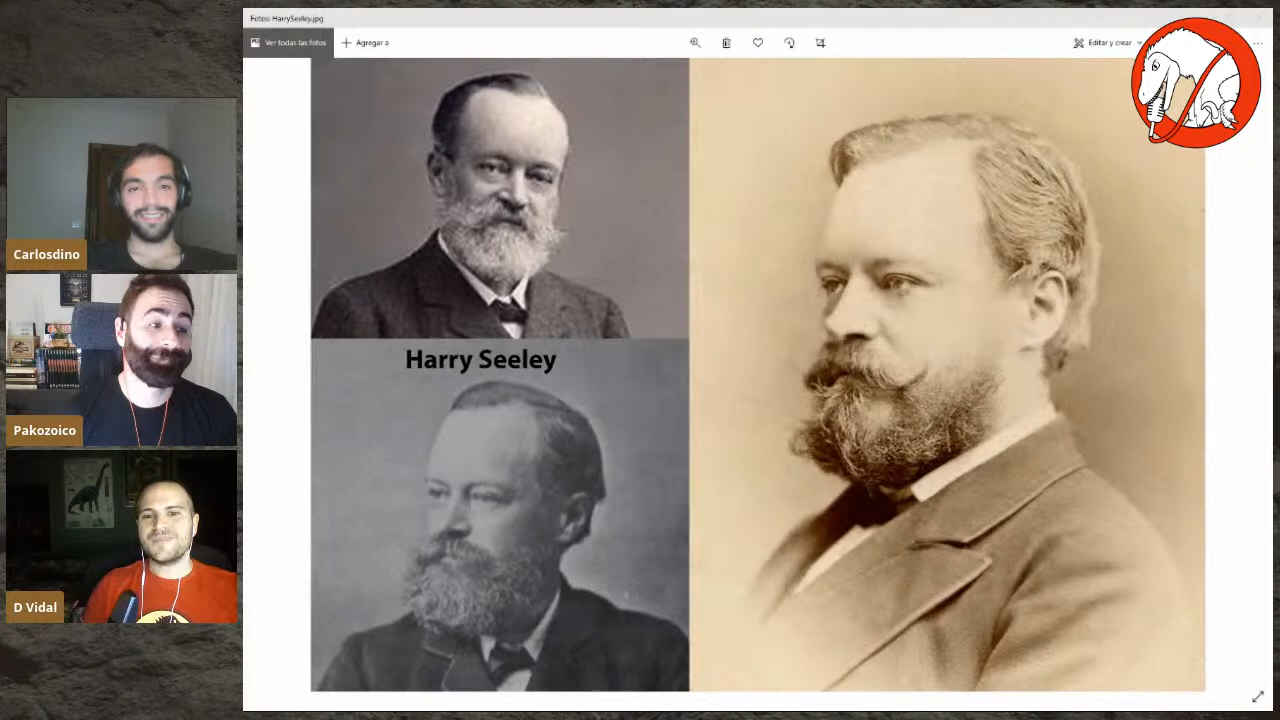 Fotos: HarrySeeley.jpg
Ver todas las fotos
Agregar a
Editar y crear
Carlosdino
Harry Seeley
Pakozoico
D Vidal